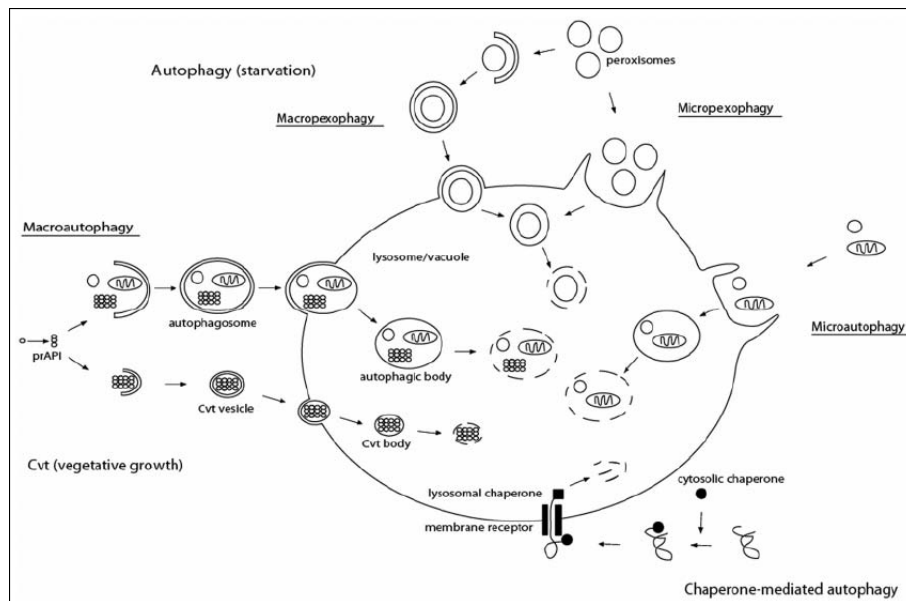 Autophagy (starvation)
peroxisomes
Macropexophagy
Micropexophagy
Macroautophagy
lysosome/vacuole
autophagosome
Microautophagy
prAPI
autophagic body
Cvt vesicle
Cvt body
Cvt (vegetative growth)
lysosomal chaperone
cytosolic chaperone
membrane receptor
Chaperone-mediated autophagy